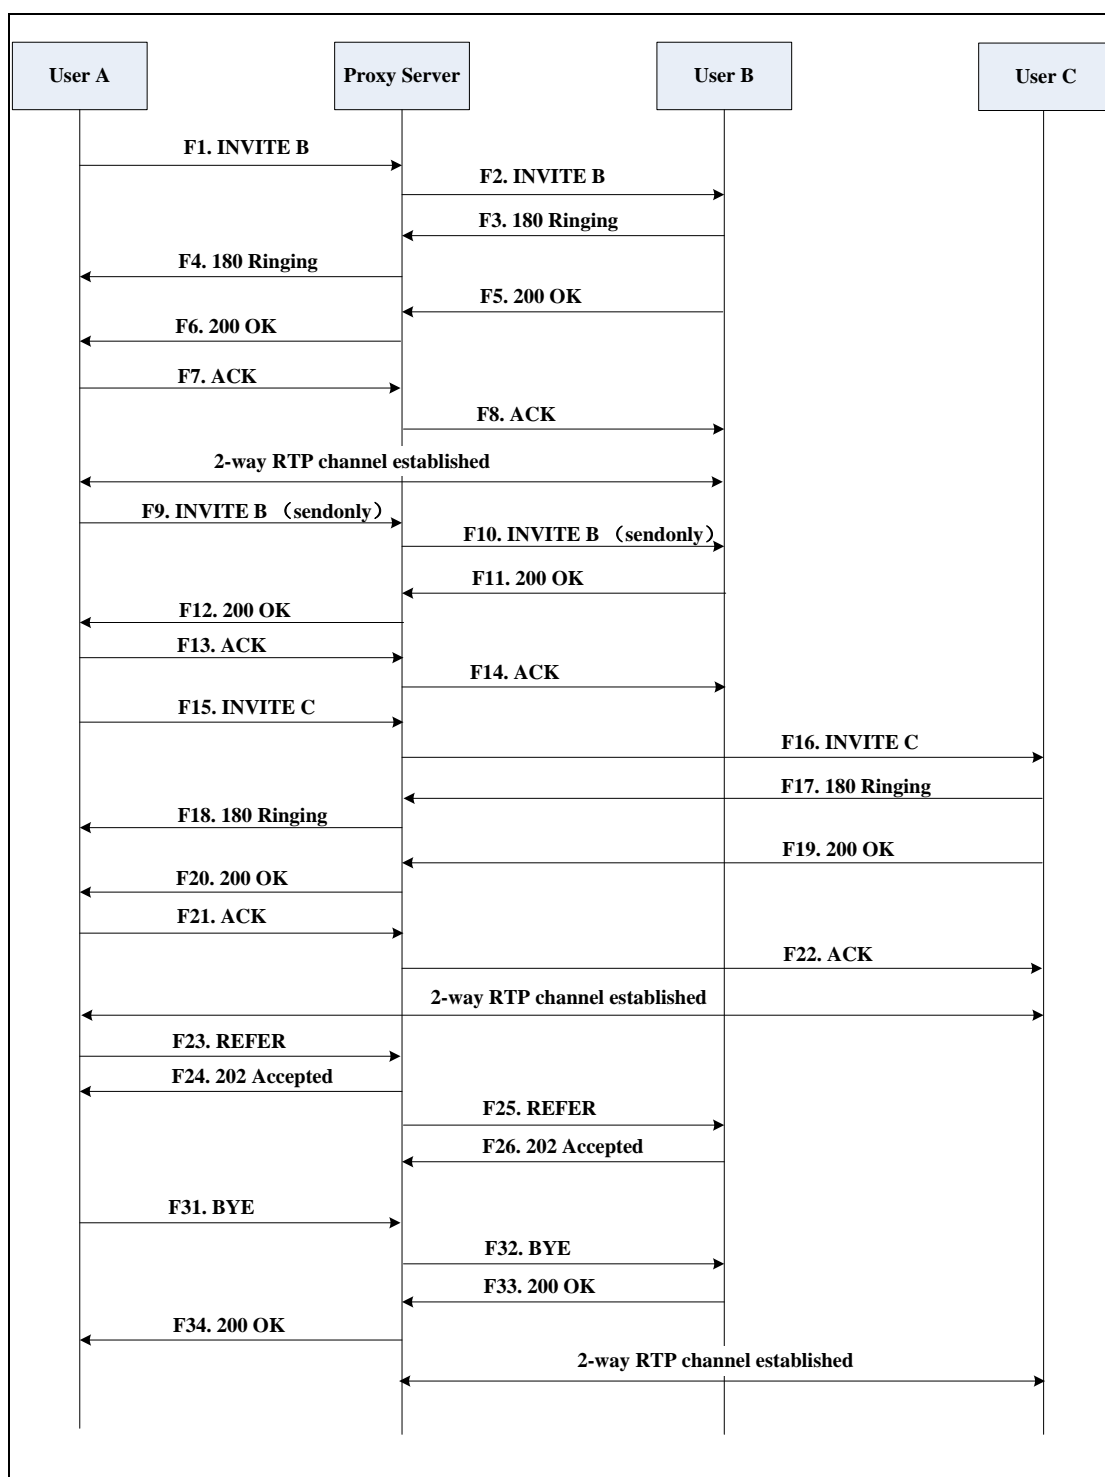 User A
Proxy Server
User B
User C
F1. INVITE B
F2. INVITE B
F3. 180 Ringing
F4. 180 Ringing
F5. 200 OK
F6. 200 OK
F7. ACK
F8. ACK
2-way RTP channel established
F9. INVITE B （sendonly）
F10. INVITE B （sendonly）
F11. 200 OK
F12. 200 OK
F13. ACK
F14. ACK
F15. INVITE C
F16. INVITE C
F17. 180 Ringing
F18. 180 Ringing
F19. 200 OK
F20. 200 OK
F21. ACK
F22. ACK
2-way RTP channel established
F23. REFER
F24. 202 Accepted
F25. REFER
F26. 202 Accepted
F31. BYE
F32. BYE
F33. 200 OK
F34. 200 OK
2-way RTP channel established